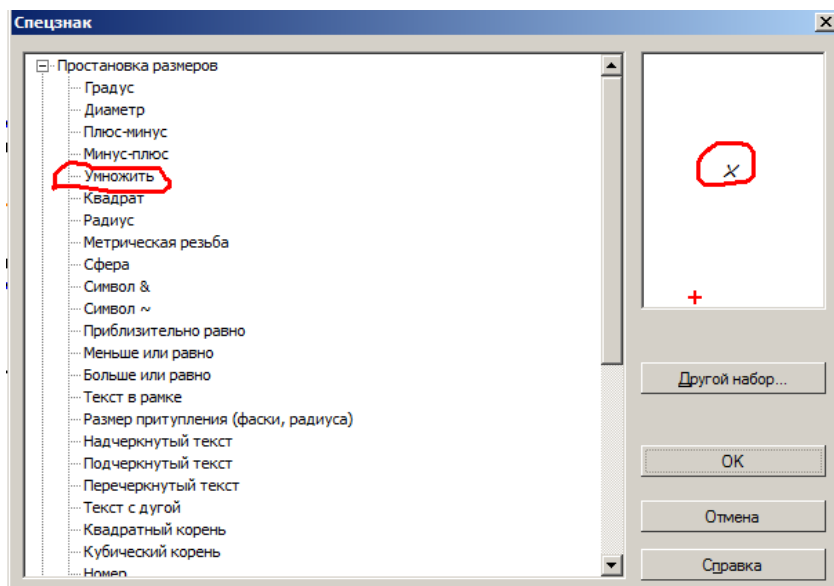 Спецзнак
Простановка размеров
Градус
Диаметр
Плюс-минус
Минус-плюс
Умножить
Квадрат
Радиус
Метрическая резьба
Сфера
Символ &
Символ ~
Приблизительно равно
Меньше или равно
Больше или равно
Текст в рамке
Размер притупления (фаски, радиуса)
Надчеркнутый текст
Подчеркнутый текст
Перечеркнутый текст
Текст с дугой
Квадратный корень
Кубический корень
Номер
×
+
Другой набор...
OK
Отмена
Справка